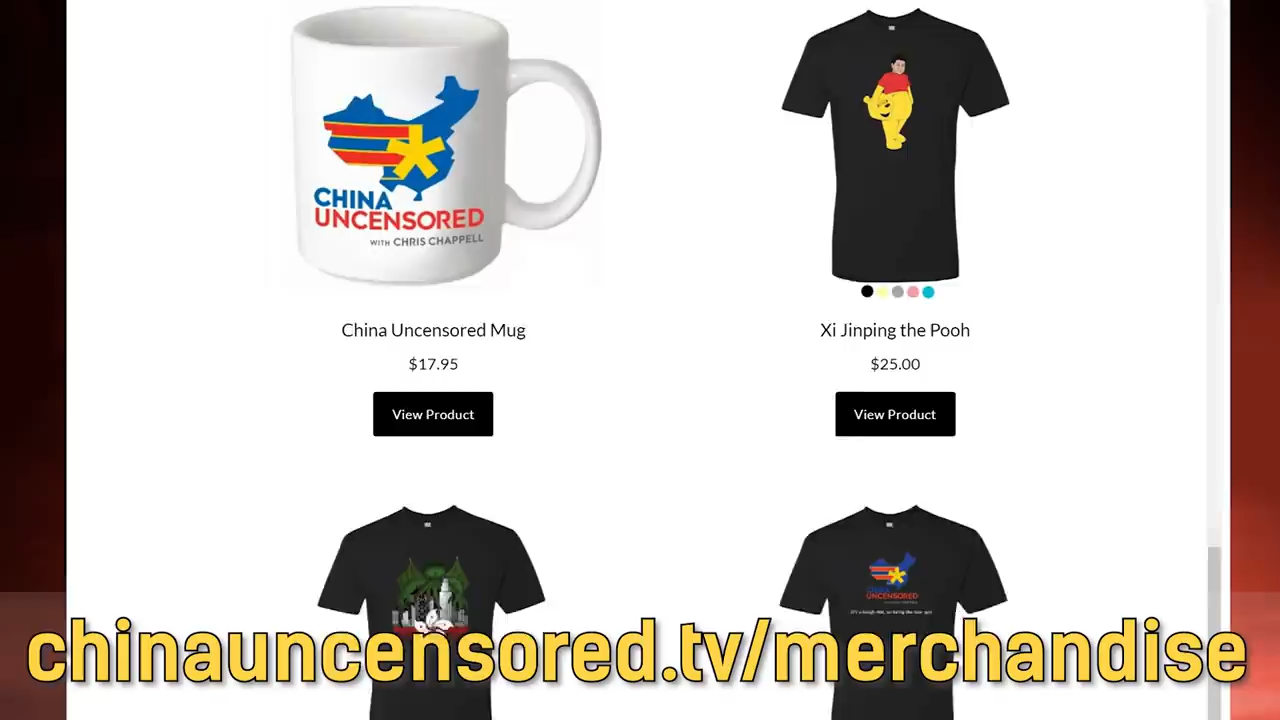 CHINA
UNCENSORED
WITH CHRIS CHAPPELL
China Uncensored Mug
$17.95
View Product
Xi Jinping the Pooh
$25.00
View Product
CHINA
UNCENSORED
chinauncensored.tv/merchandise